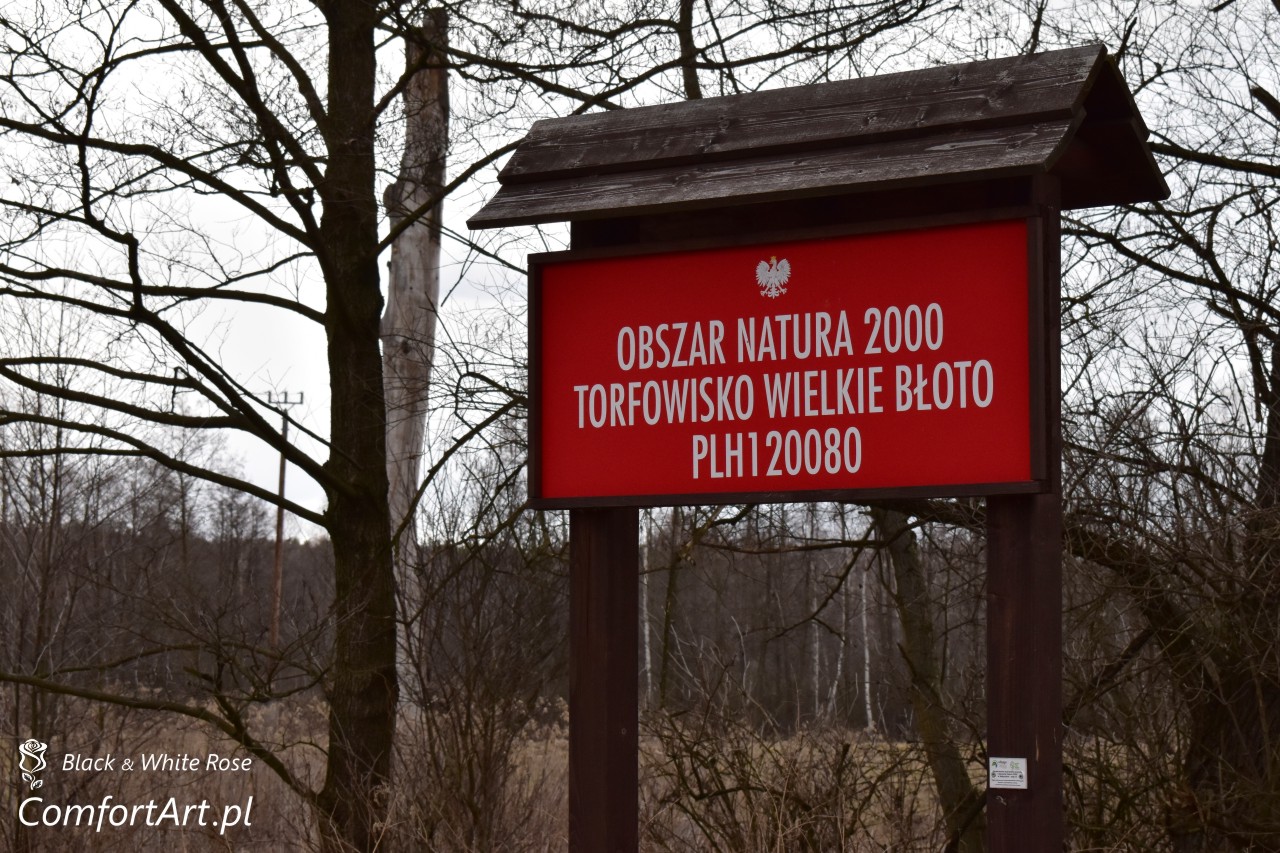 OBSZAR NATURA 2000
TORFOWISKO WIELKIE BŁOTO
PLH120080
Black & White Rose
ComfortArt.pl